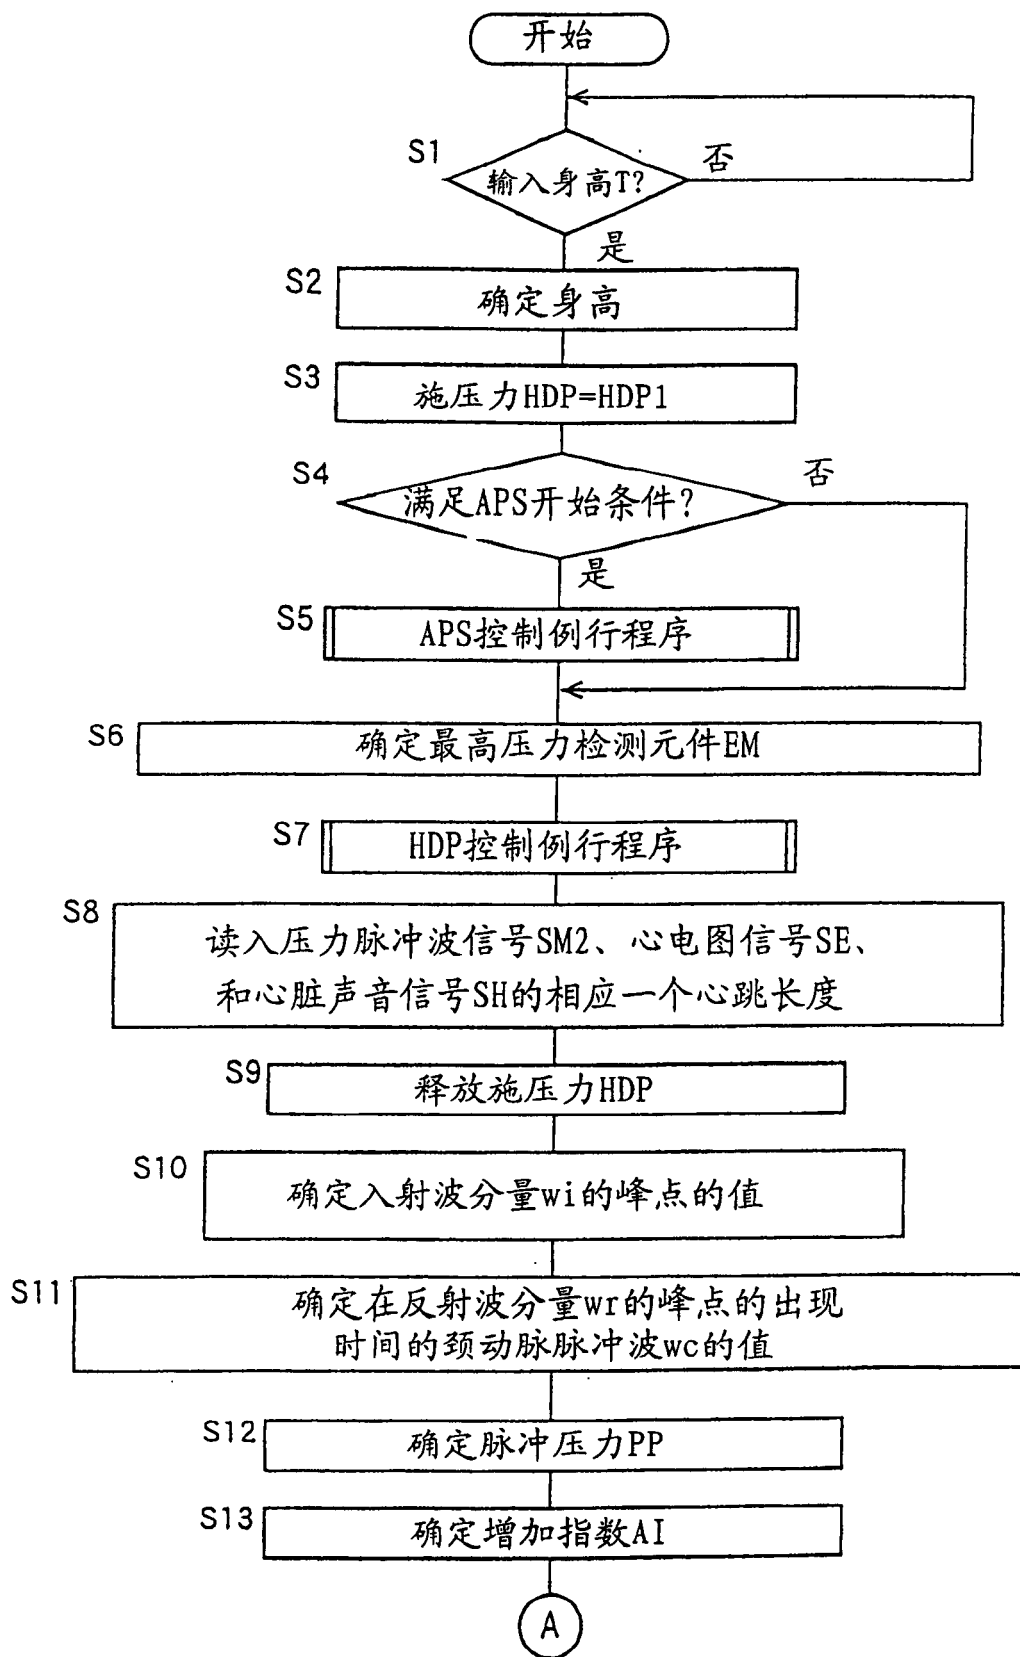 开始
S1
输入身高T?
否
是
S2
确定身高
S3
施压力HDP=HDP1
S4
满足APS开始条件?
否
是
S5
APS控制例行程序
S6
确定最高压力检测元件EM
S7
HDP控制例行程序
S8
读入压力脉冲波信号SM2、心电图信号SE、
和心脏声音信号SH的相应一个心跳长度
S9
释放施压力HDP
S10
确定入射波分量wi的峰点的值
S11
确定在反射波分量wr的峰点的出现
时间的颈动脉脉冲波wc的值
S12
确定脉冲压力PP
S13
确定增加指数AI
A